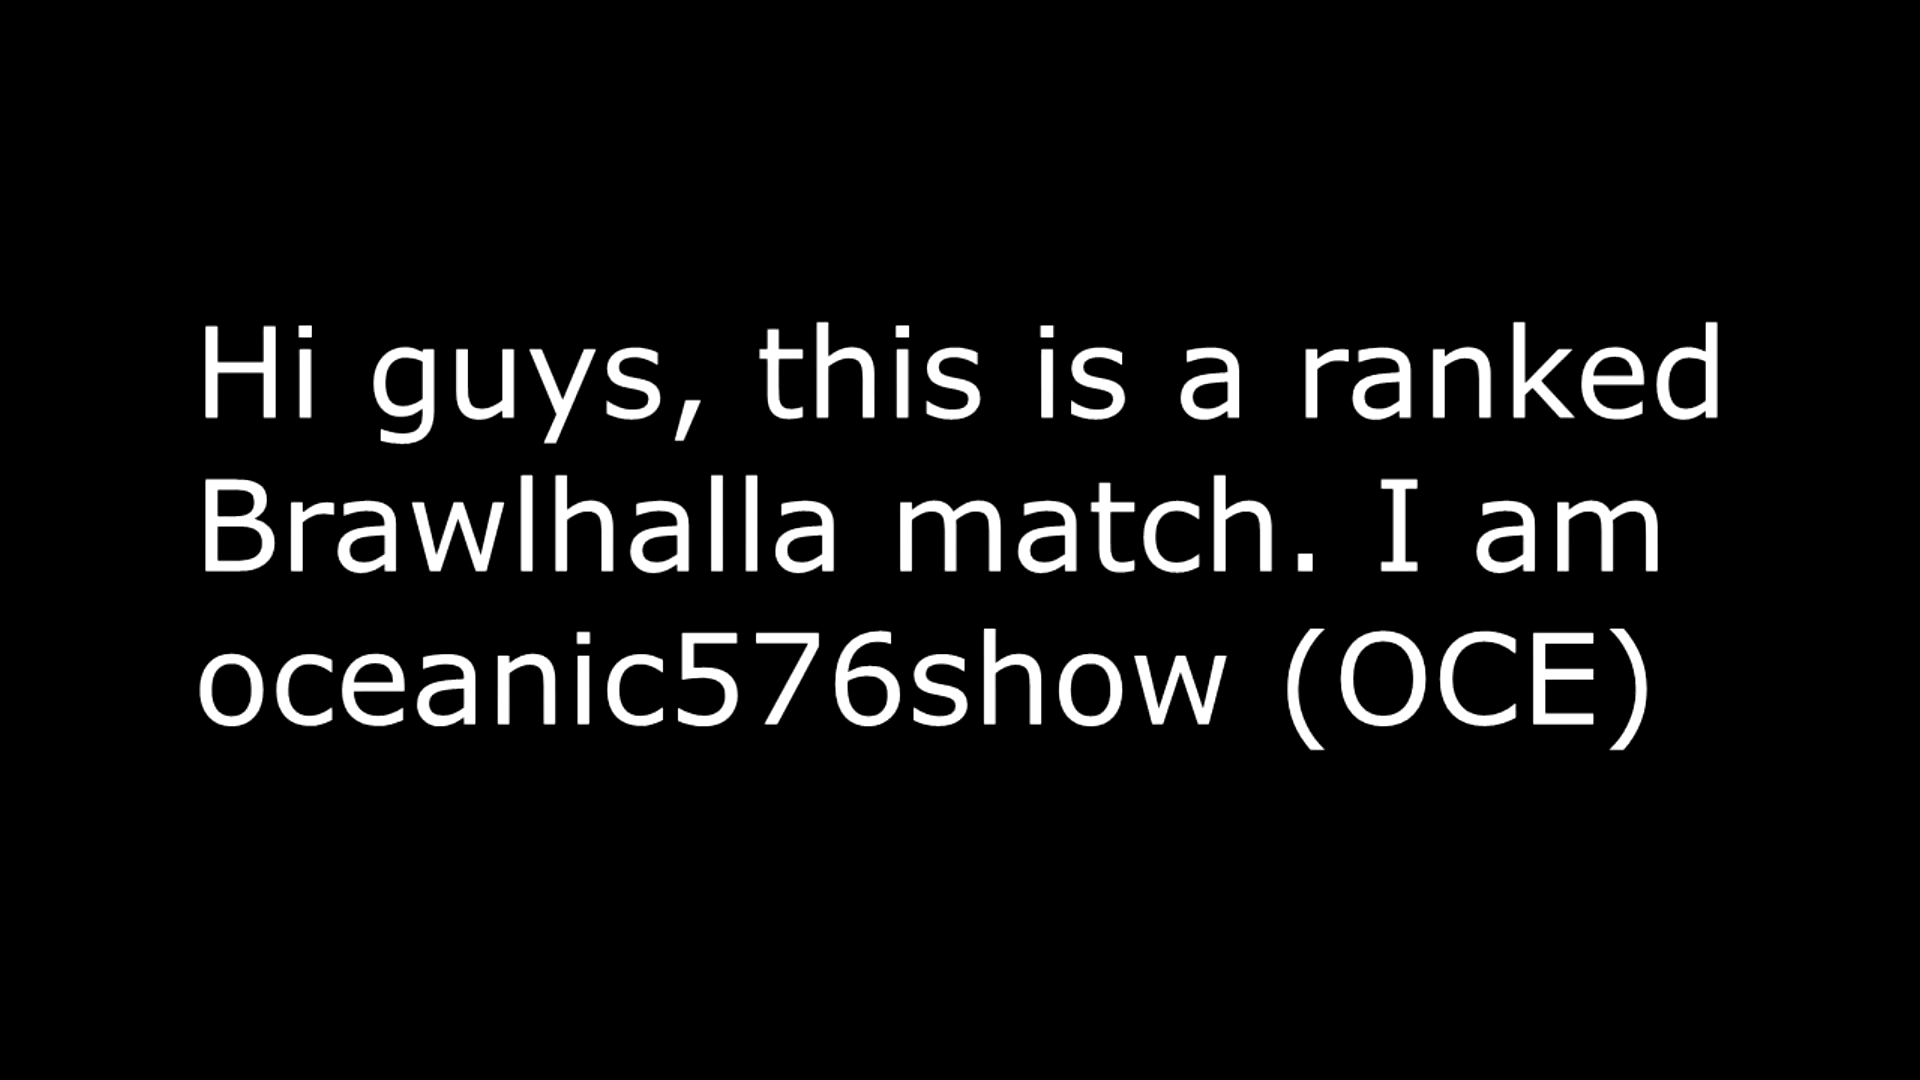 Hi guys, this is a ranked
Brawlhalla match. I am
oceanic576show (OCE)